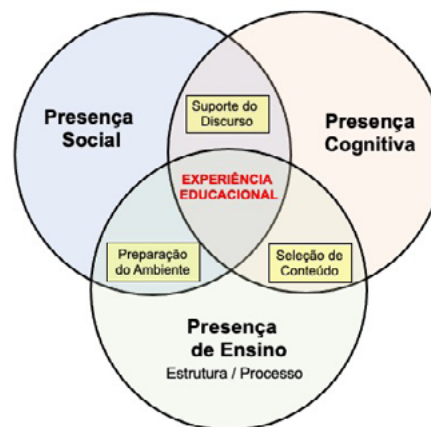 Presença
Social
Suporte do
Discurso
Presença
Cognitiva
EXPERIÊNCIA
EDUCACIONAL
Preparação
do Ambiente
Seleção de
Conteúdo
Presença
de Ensino
Estrutura / Processo